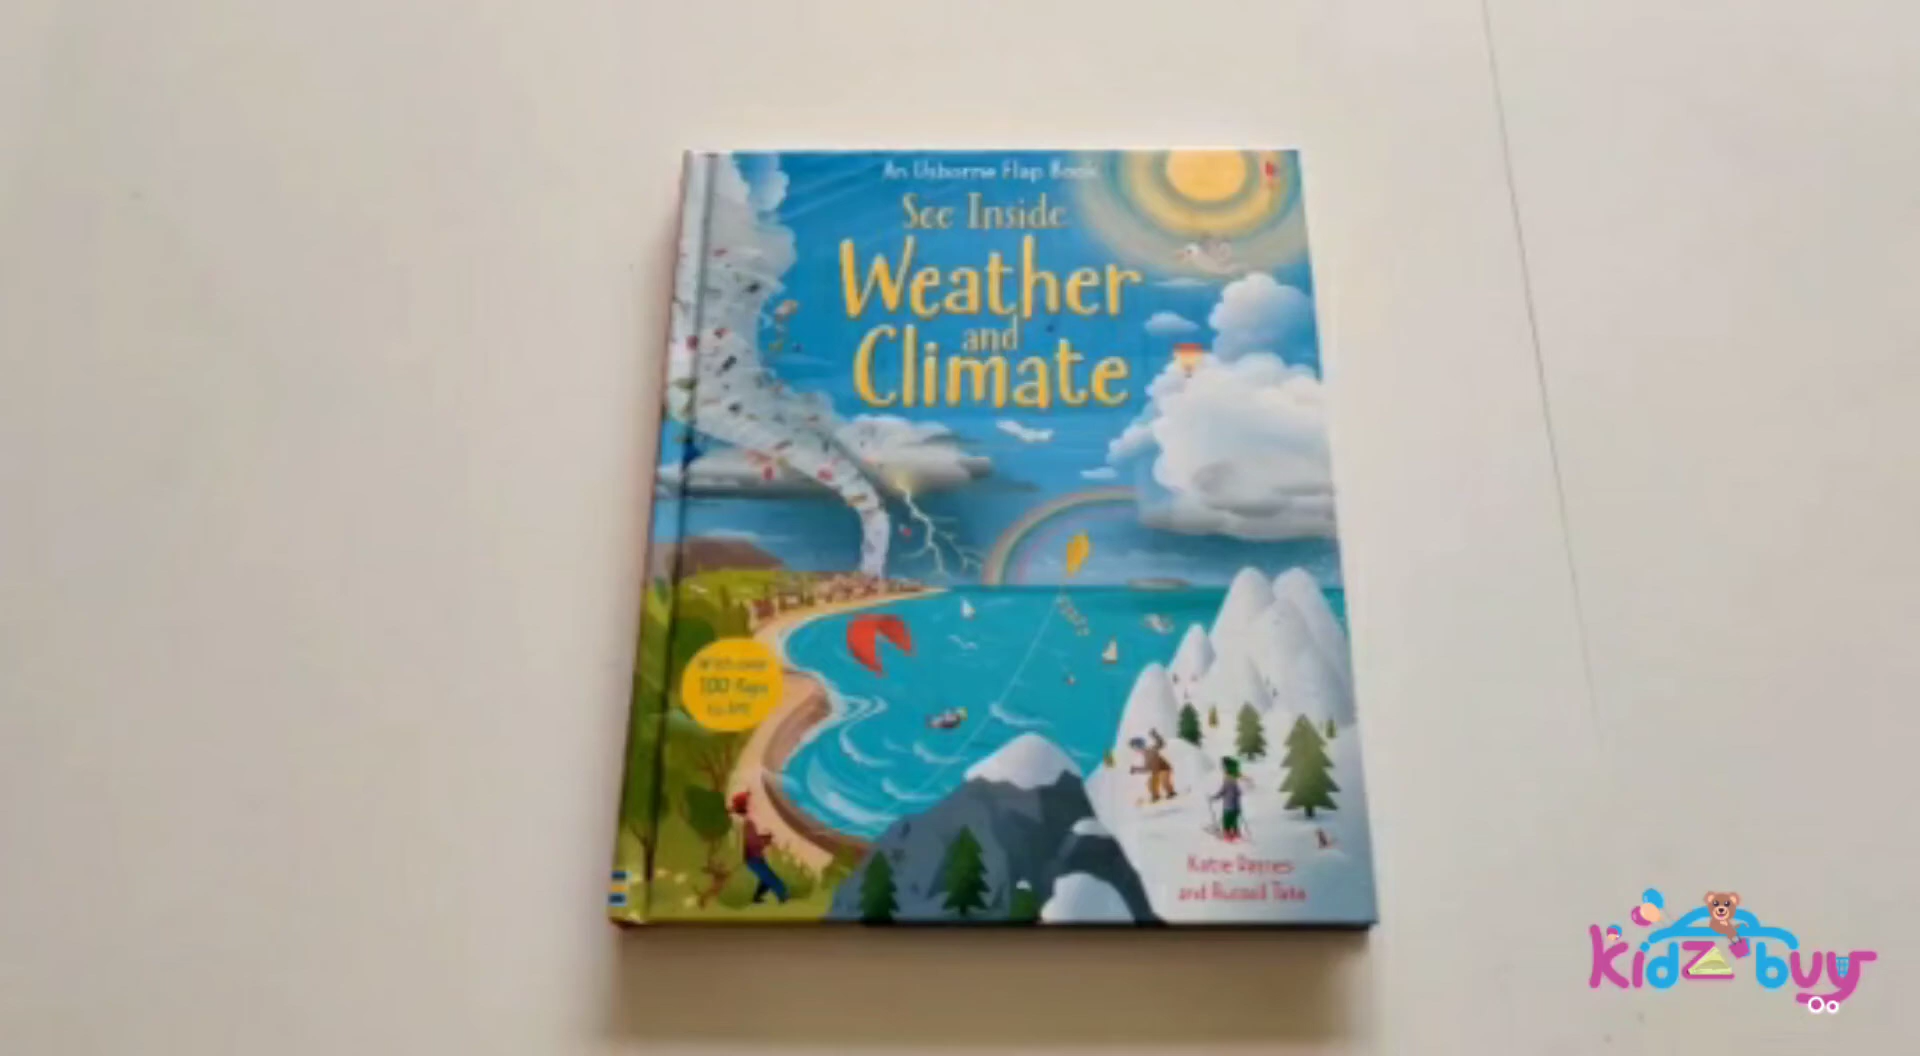 An Usborne Flap Book
See Inside
Weather
and
Climate
With over
100 flaps
to lift
Katie Daynes
and Russell Tate
Kidz buy